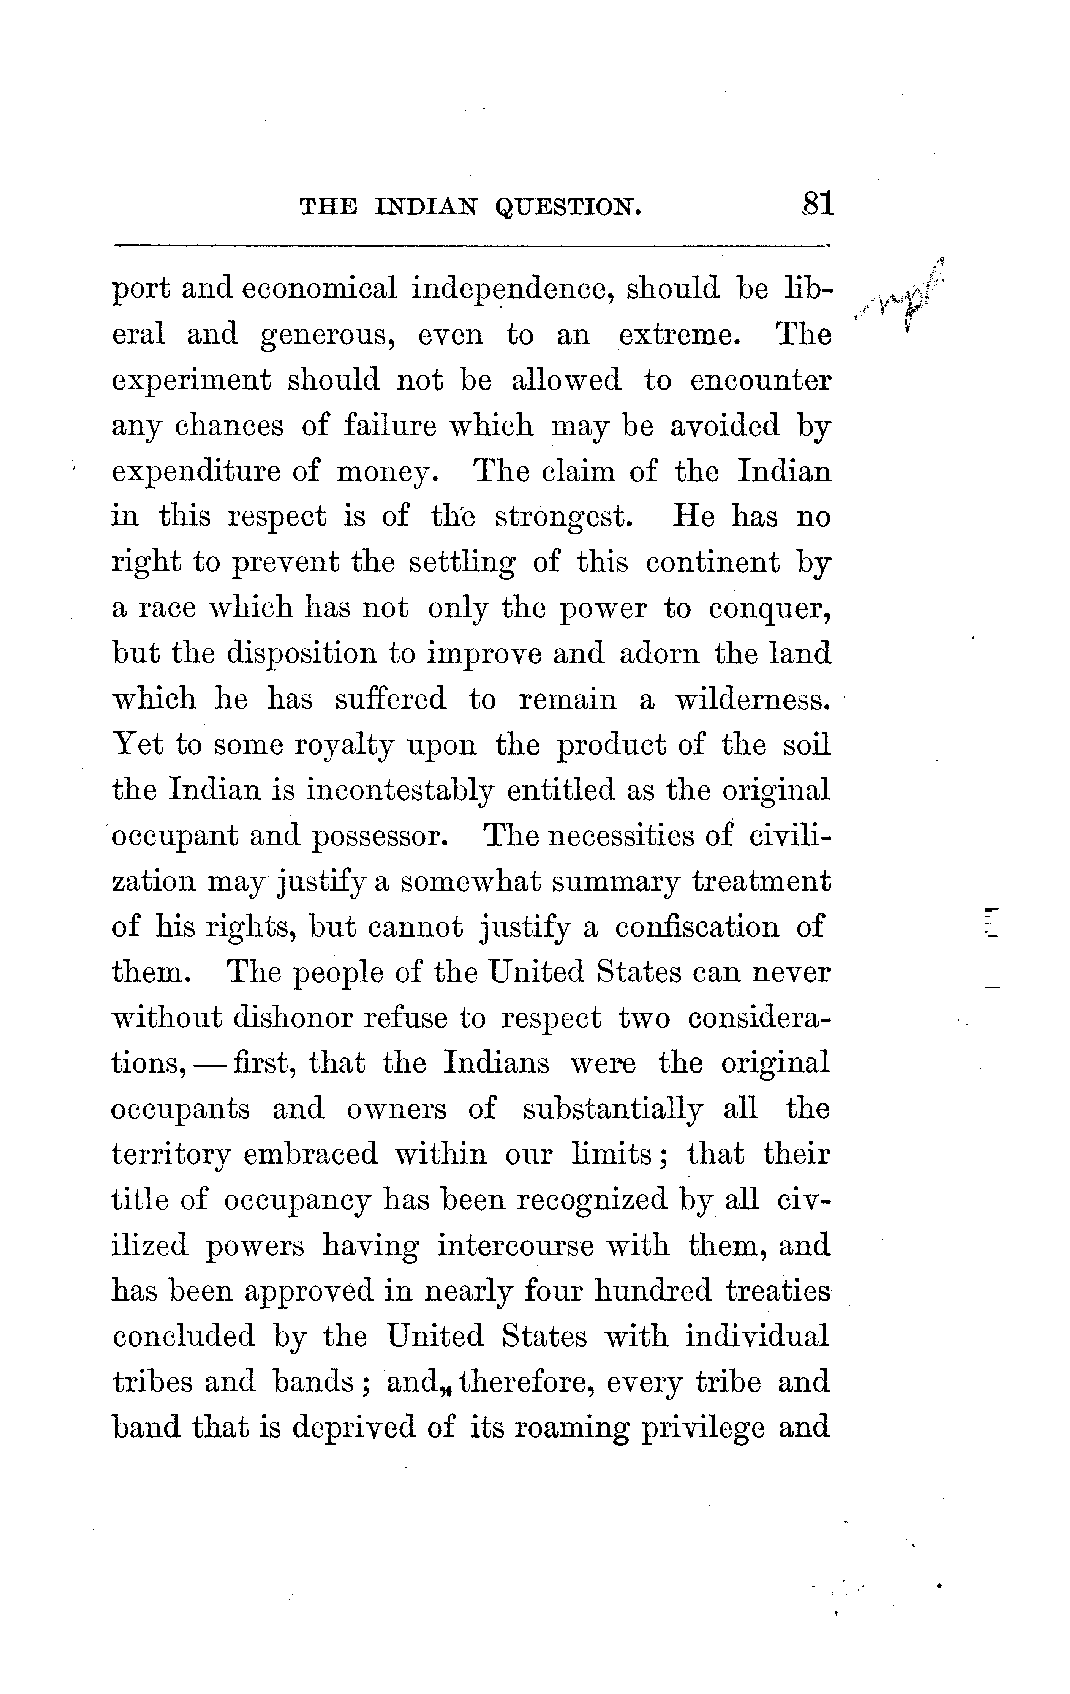 THE INDIAN QUESTION. 81
port and economical independence, should be lib-
eral and generous, even to an extreme. The
experiment should not be allowed to encounter
any chances of failure which may be avoided by
expenditure of money. The claim of the Indian
in this respect is of the strongest. He has no
right to prevent the settling of this continent by
a race which has not only the power to conquer,
but the disposition to improve and adorn the land
which he has suffered to remain a wilderness.
Yet to some royalty upon the product of the soil
the Indian is incontestably entitled as the original
occupant and possessor. The necessities of civili-
zation may justify a somewhat summary treatment
of his rights, but cannot justify a confiscation of
them. The people of the United States can never
without dishonor refuse to respect two considera-
tions, — first, that the Indians were the original
occupants and owners of substantially all the
territory embraced within our limits; that their
title of occupancy has been recognized by all civ-
ilized powers having intercourse with them, and
has been approved in nearly four hundred treaties
concluded by the United States with individual
tribes and bands; and, therefore, every tribe and
band that is deprived of its roaming privilege and